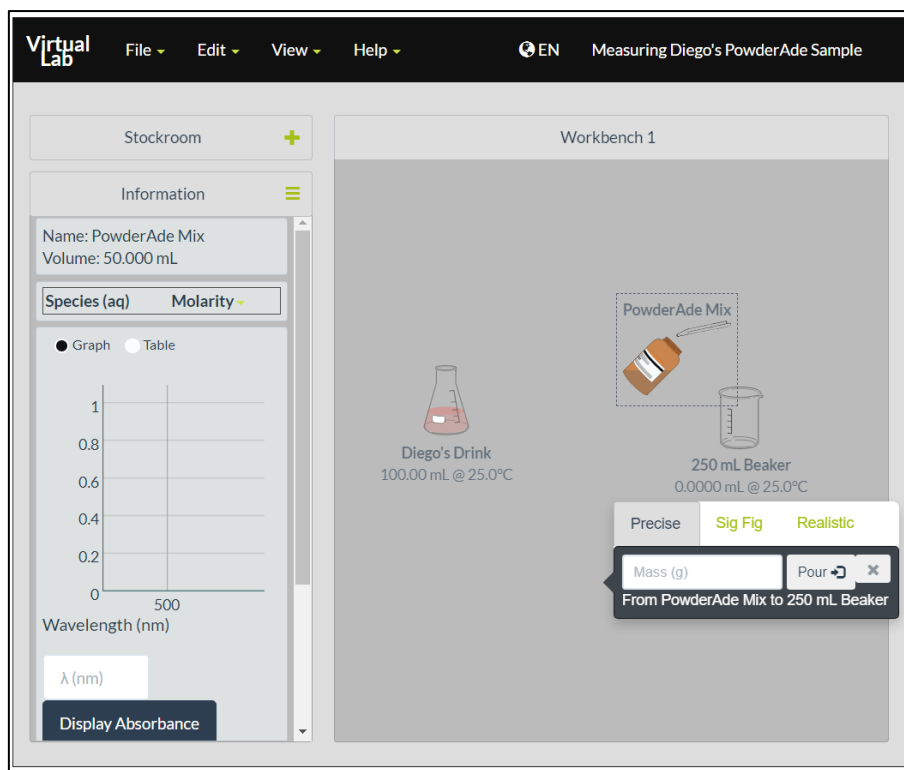 Virtual Lab
File
Edit
View
Help
EN
Measuring Diego's PowderAde Sample
Stockroom
Information
Name: PowderAde Mix
Volume: 50.000 mL
Species (aq) Molarity
Graph Table
1
0.8
0.6
0.4
0.2
0
500
Wavelength (nm)
λ (nm)
Display Absorbance
Workbench 1
PowderAde Mix
Diego's Drink
100.00 mL @ 25.0°C
250 mL Beaker
0.0000 mL @ 25.0°C
Precise Sig Fig Realistic
Mass (g) Pour
From PowderAde Mix to 250 mL Beaker